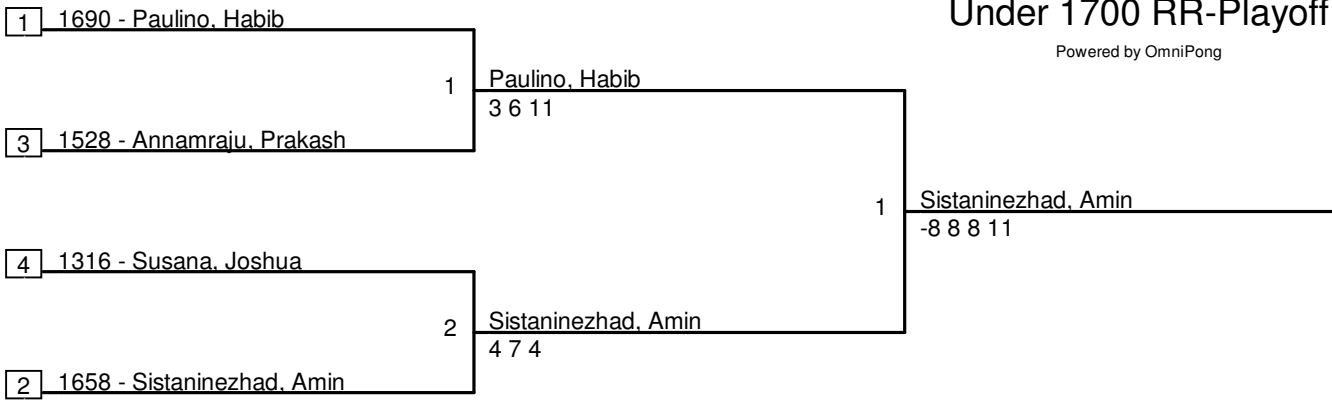 Under 1700 RR-Playoff
Powered by OmniPong
1 1690 - Paulino, Habib
1 Paulino, Habib
3 6 11
3 1528 - Annamraju, Prakash
1 Sistaninezhad, Amin
-8 8 8 11
4 1316 - Susana, Joshua
2 Sistaninezhad, Amin
4 7 4
2 1658 - Sistaninezhad, Amin